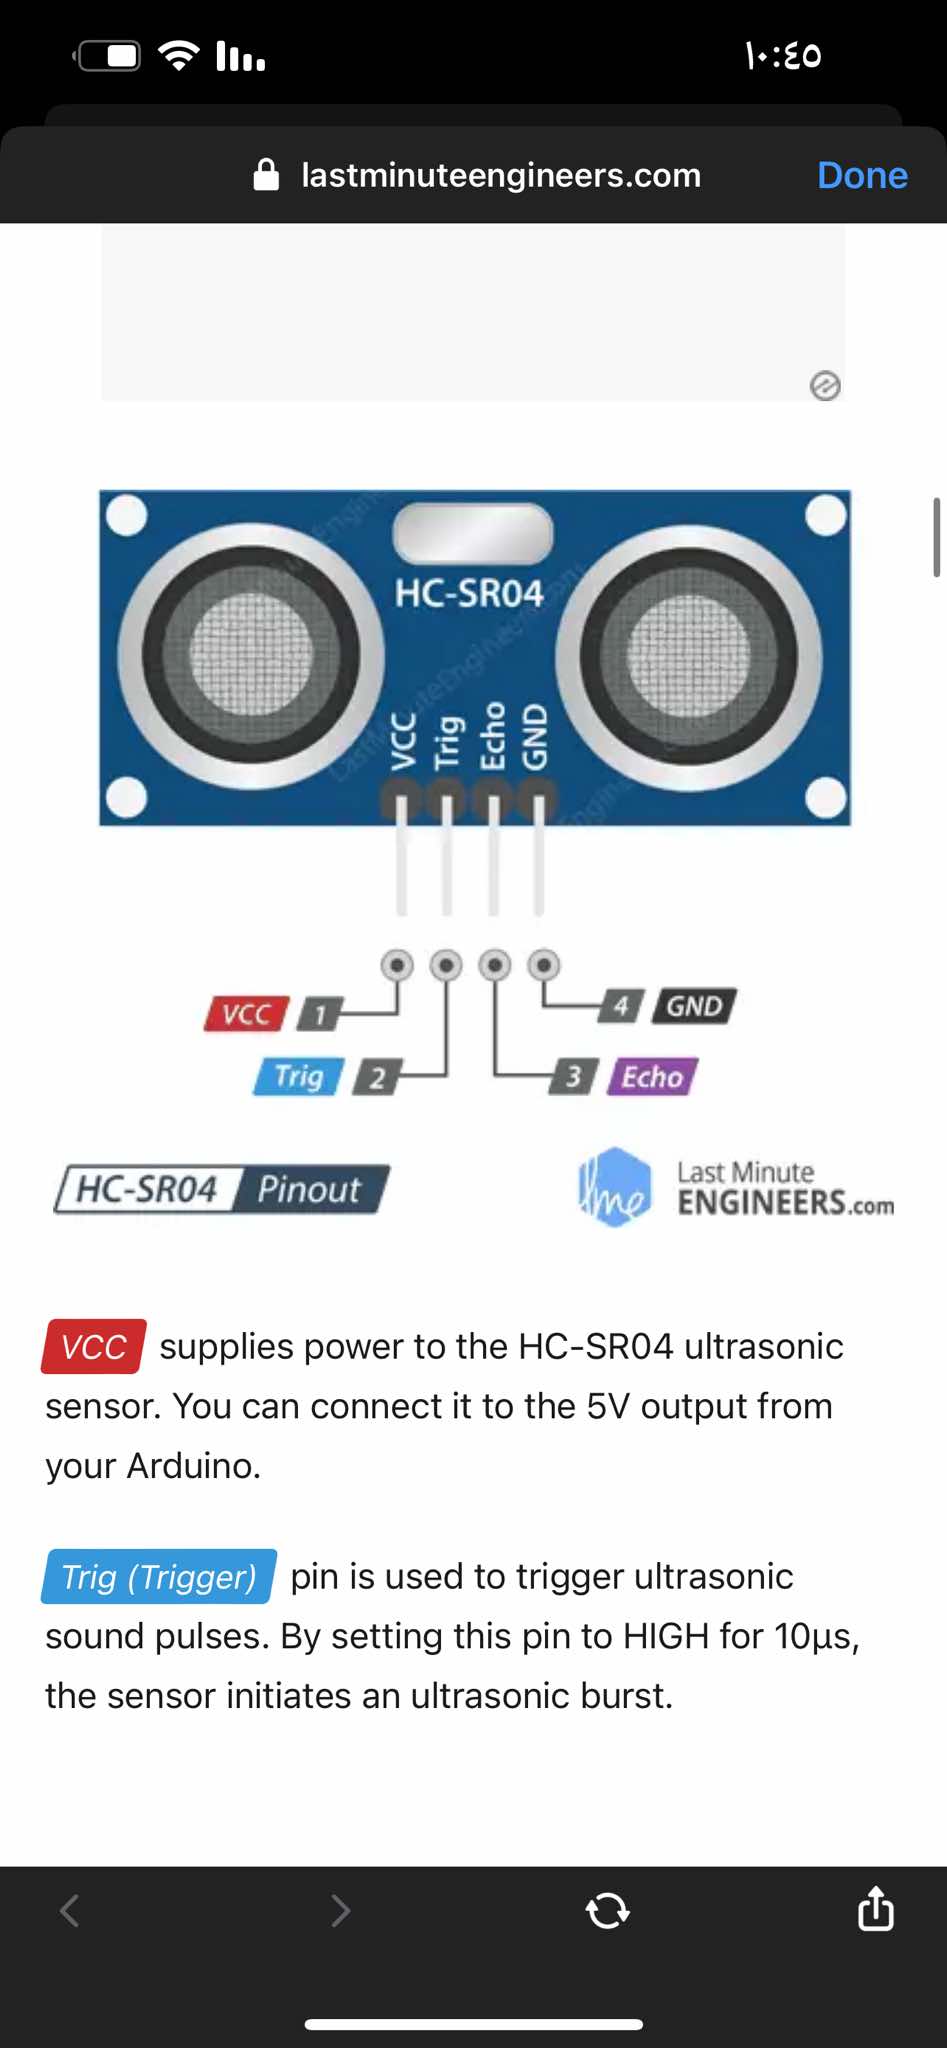 ١٠:٤٥
lastminuteengineers.com
Done
HC-SR04
VCC
Trig
Echo
GND
VCC 1
4 GND
Trig 2
3 Echo
HC-SR04 Pinout
lme
Last Minute
ENGINEERS.com
VCC supplies power to the HC-SR04 ultrasonic
sensor. You can connect it to the 5V output from
your Arduino.
Trig (Trigger) pin is used to trigger ultrasonic
sound pulses. By setting this pin to HIGH for 10μs,
the sensor initiates an ultrasonic burst.